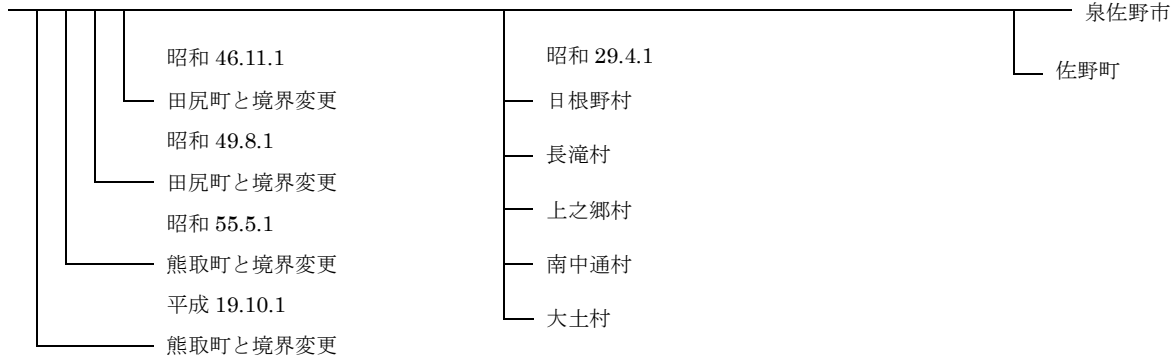 泉佐野市
佐野町
昭和 29.4.1
日根野村
長滝村
上之郷村
南中通村
大土村
昭和 46.11.1
田尻町と境界変更
昭和 49.8.1
田尻町と境界変更
昭和 55.5.1
熊取町と境界変更
平成 19.10.1
熊取町と境界変更